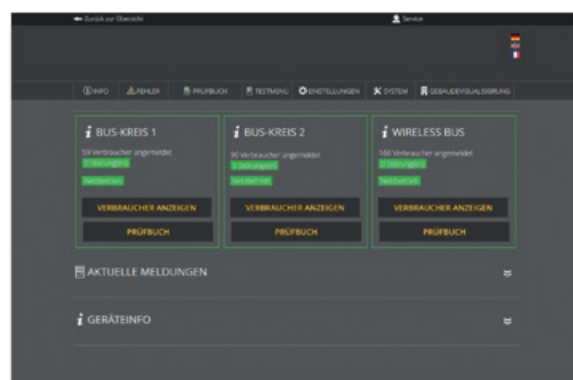 Zurück zur Übersicht
Service
INFO
FEHLER
PRÜFBUCH
TESTMENÜ
EINSTELLUNGEN
SYSTEM
GEBÄUDEVISUALISIERUNG
BUS-KREIS 1
59 Verbraucher angemeldet
0 Störung(en)
Netzbetrieb
VERBRAUCHER ANZEIGEN
PRÜFBUCH
BUS-KREIS 2
90 Verbraucher angemeldet
0 Störung(en)
Netzbetrieb
VERBRAUCHER ANZEIGEN
PRÜFBUCH
WIRELESS BUS
166 Verbraucher angemeldet
0 Störung(en)
Netzbetrieb
VERBRAUCHER ANZEIGEN
PRÜFBUCH
AKTUELLE MELDUNGEN
GERÄTEINFO